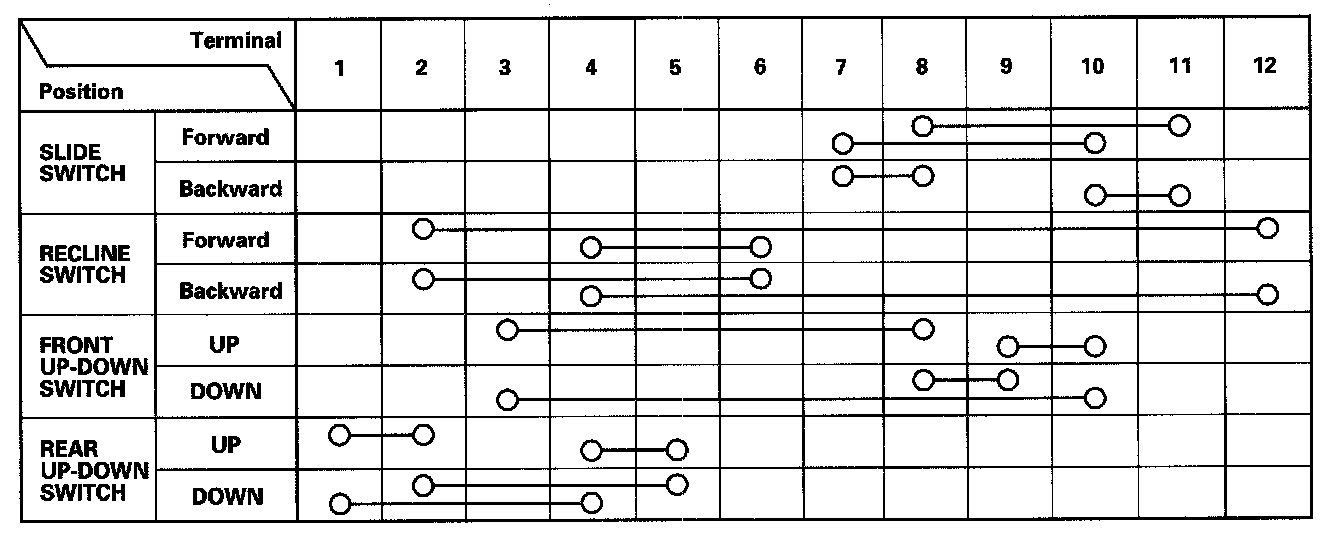 Terminal
Position
1 2 3 4 5 6 7 8 9 10 11 12
SLIDE
SWITCH
Forward
Backward
RECLINE
SWITCH
Forward
Backward
FRONT
UP-DOWN
SWITCH
UP
DOWN
REAR
UP-DOWN
SWITCH
UP
DOWN